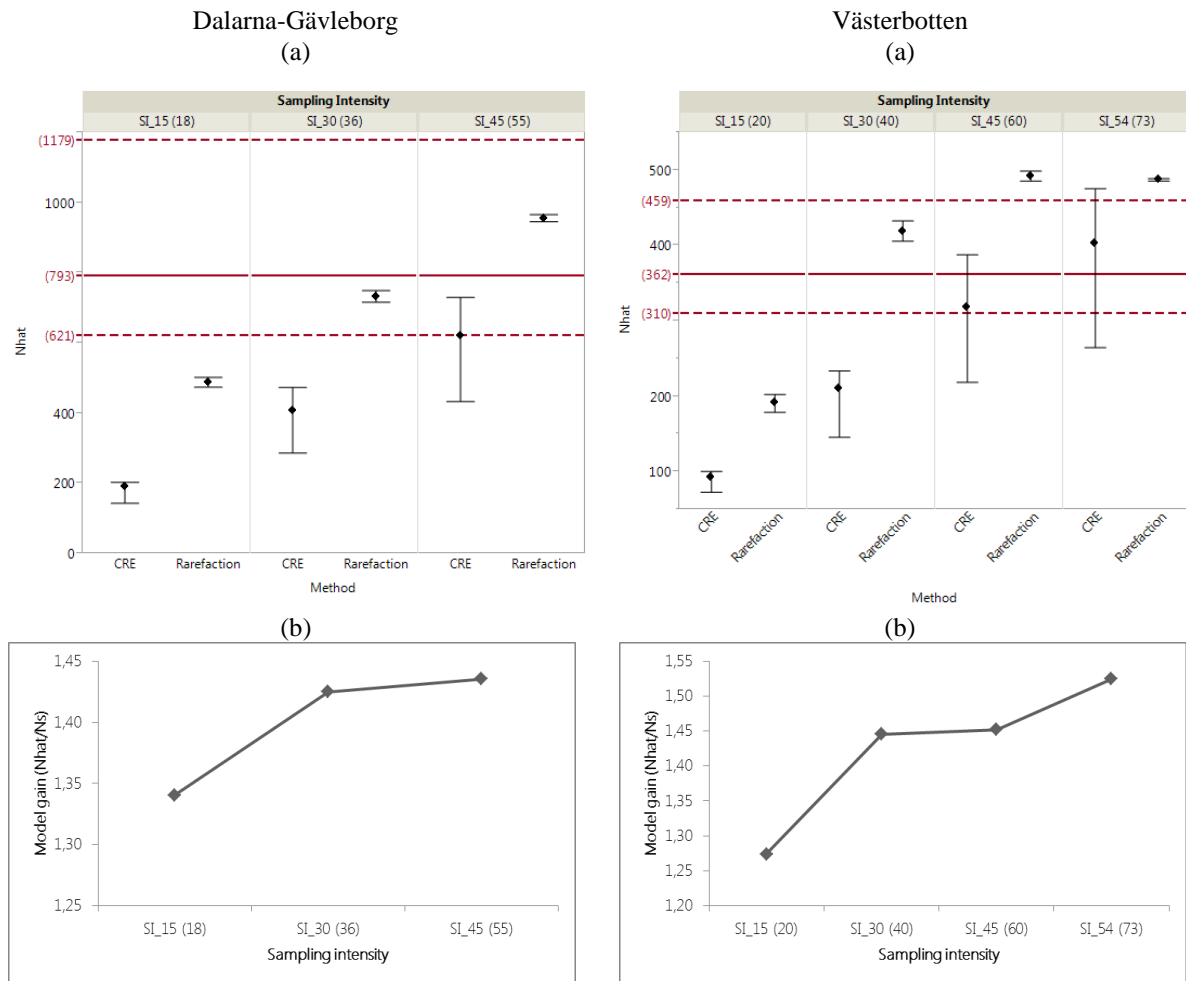 Dalarna-Gävleborg
(a)
Sampling Intensity
SI_15 (18) SI_30 (36) SI_45 (55)
(1179)
1000
(793)
(621)
400
200
0
Nhat
CRE Rarefaction CRE Rarefaction CRE Rarefaction
Method
Västerbotten
(a)
Sampling Intensity
SI_15 (20) SI_30 (40) SI_45 (60) SI_54 (73)
500
(459)
400
(362)
(310)
200
100
Nhat
CRE Rarefaction CRE Rarefaction CRE Rarefaction CRE Rarefaction
Method
(b)
1,45
1,40
1,35
1,30
1,25
Model gain (Nhat/Ns)
SI_15 (18) SI_30 (36) SI_45 (55)
Sampling intensity
(b)
1,55
1,50
1,45
1,40
1,35
1,30
1,25
1,20
Model gain (Nhat/Ns)
SI_15 (20) SI_30 (40) SI_45 (60) SI_54 (73)
Sampling intensity